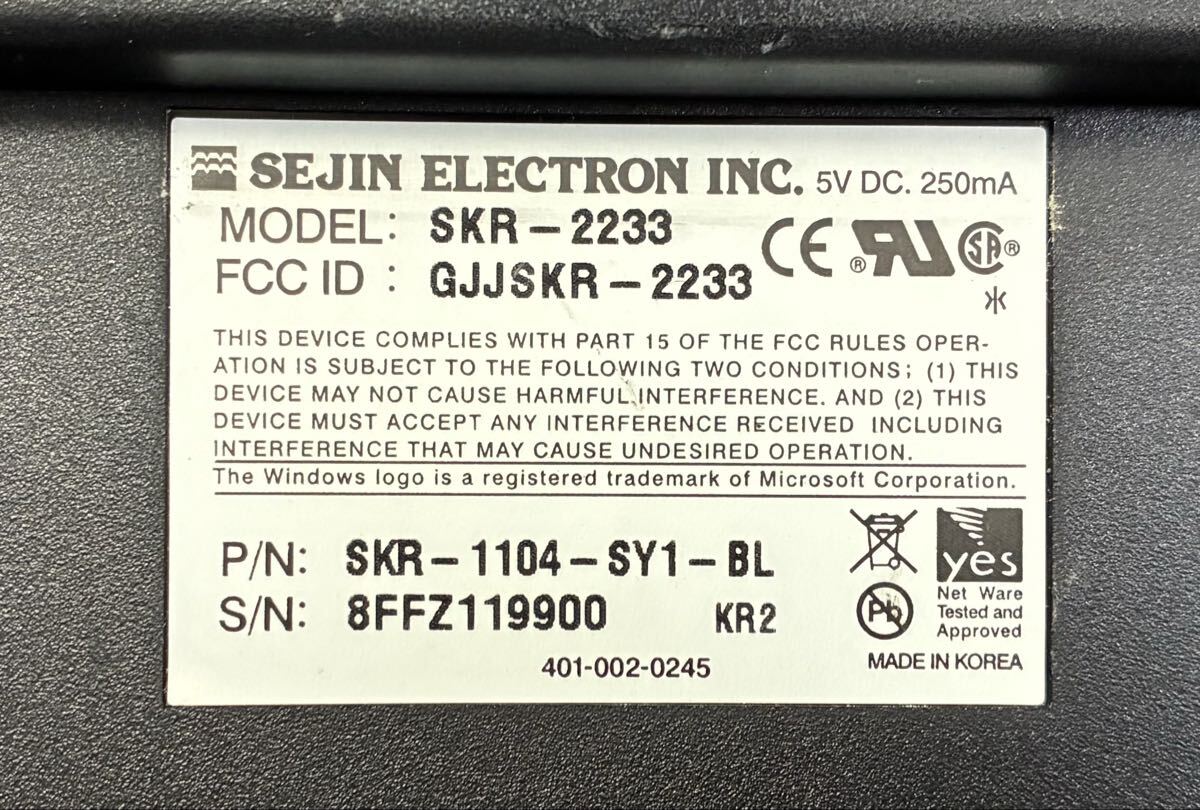 SEJIN ELECTRON INC. 5V DC. 250mA
MODEL: SKR-2233
FCC ID : GJJSKR-2233
CE ® RU SA ®
THIS DEVICE COMPLIES WITH PART 15 OF THE FCC RULES OPER-
ATION IS SUBJECT TO THE FOLLOWING TWO CONDITIONS; (1) THIS
DEVICE MAY NOT CAUSE HARMFUL INTERFERENCE. AND (2) THIS
DEVICE MUST ACCEPT ANY INTERFERENCE RECEIVED INCLUDING
INTERFERENCE THAT MAY CAUSE UNDESIRED OPERATION.
The Windows logo is a registered trademark of Microsoft Corporation.
P/N: SKR-1104-SY1-BL
S/N: 8FFZ119900 KR2
401-002-0245
yes
Net Ware
Tested and
Approved
Pb
MADE IN KOREA